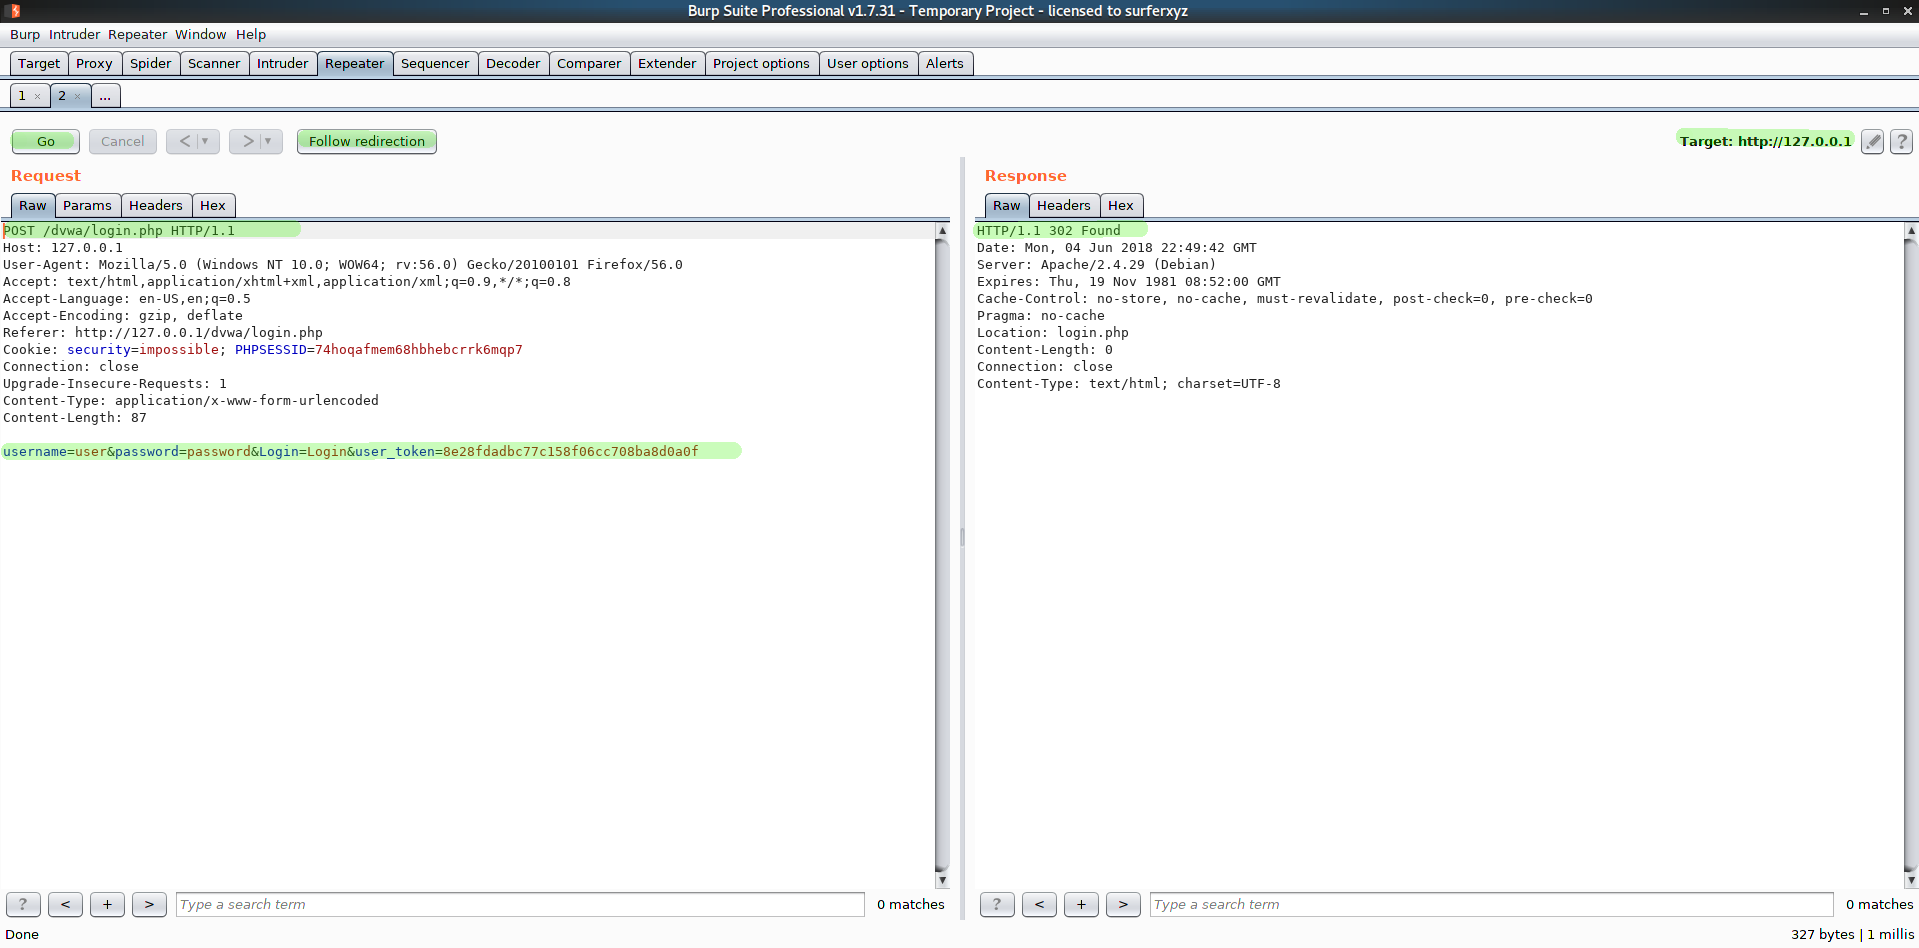 Burp Suite Professional v1.7.31 - Temporary Project - licensed to surferxyz
Burp Intruder Repeater Window Help
Target Proxy Spider Scanner Intruder Repeater Sequencer Decoder Comparer Extender Project options User options Alerts
1 × 2 × ...
Go Cancel < ▼ > ▼ Follow redirection Target: http://127.0.0.1 ?
Request
Raw Params Headers Hex
POST /dvwa/login.php HTTP/1.1
Host: 127.0.0.1
User-Agent: Mozilla/5.0 (Windows NT 10.0; WOW64; rv:56.0) Gecko/20100101 Firefox/56.0
Accept: text/html,application/xhtml+xml,application/xml;q=0.9,*/*;q=0.8
Accept-Language: en-US,en;q=0.5
Accept-Encoding: gzip, deflate
Referer: http://127.0.0.1/dvwa/login.php
Cookie: security=impossible; PHPSESSID=74hoqafmem68hbhebcrrk6mqp7
Connection: close
Upgrade-Insecure-Requests: 1
Content-Type: application/x-www-form-urlencoded
Content-Length: 87
username=user&password=password&Login=Login&user_token=8e28fdadbc77c158f06cc708ba8d0a0f
? < + > Type a search term 0 matches
Response
Raw Headers Hex
HTTP/1.1 302 Found
Date: Mon, 04 Jun 2018 22:49:42 GMT
Server: Apache/2.4.29 (Debian)
Expires: Thu, 19 Nov 1981 08:52:00 GMT
Cache-Control: no-store, no-cache, must-revalidate, post-check=0, pre-check=0
Pragma: no-cache
Location: login.php
Content-Length: 0
Connection: close
Content-Type: text/html; charset=UTF-8
? < + > Type a search term 0 matches
Done 327 bytes | 1 millis